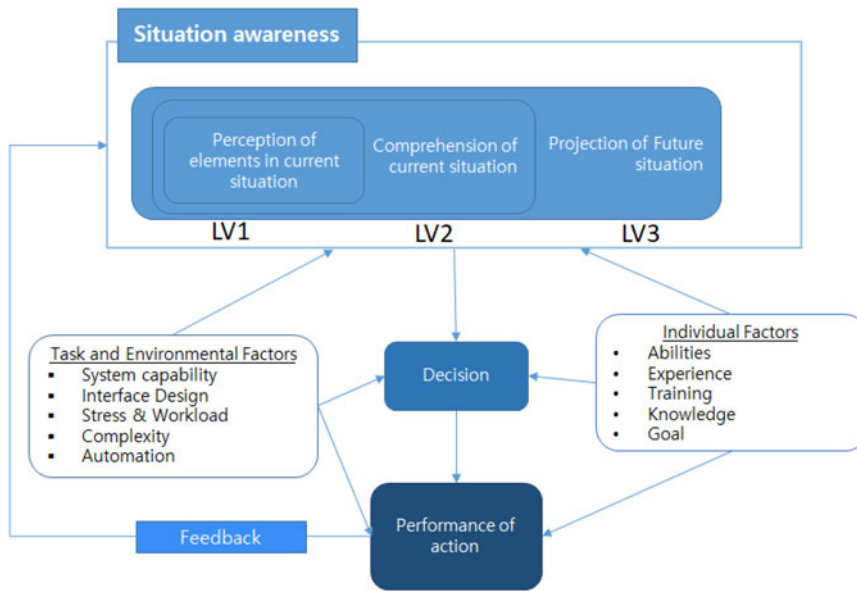 Situation awareness
Perception of
elements in current
situation
Comprehension of
current situation
Projection of Future
situation
LV1
LV2
LV3
Task and Environmental Factors
▪ System capability
▪ Interface Design
▪ Stress & Workload
▪ Complexity
▪ Automation
Decision
Individual Factors
• Abilities
• Experience
• Training
• Knowledge
• Goal
Feedback
Performance of
action